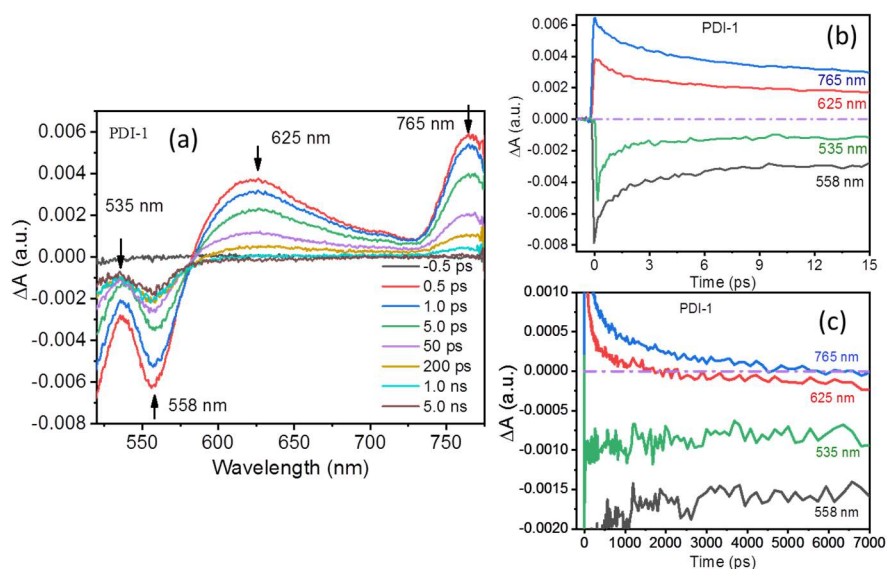 PDI-1
(a)
535 nm
558 nm
625 nm
765 nm
ΔA (a.u.)
0.006
0.004
0.002
0.000
-0.002
-0.004
-0.006
-0.008
550
600
650
700
750
Wavelength (nm)
-0.5 ps
0.5 ps
1.0 ps
5.0 ps
50 ps
200 ps
1.0 ns
5.0 ns
PDI-1
(b)
ΔA (a.u.)
0.006
0.004
0.002
0.000
-0.002
-0.004
-0.006
-0.008
765 nm
625 nm
535 nm
558 nm
0
3
6
9
12
15
Time (ps)
PDI-1
(c)
ΔA (a.u.)
0.0010
0.0005
0.0000
-0.0005
-0.0010
-0.0015
-0.0020
765 nm
625 nm
535 nm
558 nm
0
1000
2000
3000
4000
5000
6000
7000
Time (ps)